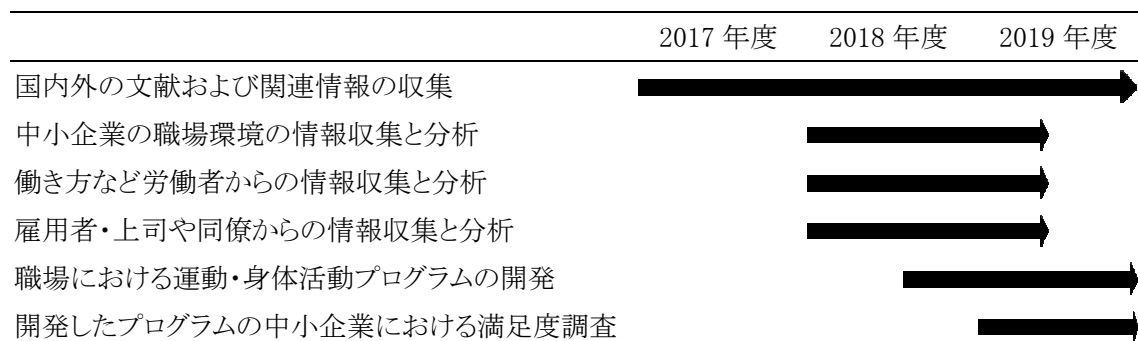 2017 年度 2018 年度 2019 年度
国内外の文献および関連情報の収集
中小企業の職場環境の情報収集と分析
働き方など労働者からの情報収集と分析
雇用者・上司や同僚からの情報収集と分析
職場における運動・身体活動プログラムの開発
開発したプログラムの中小企業における満足度調査